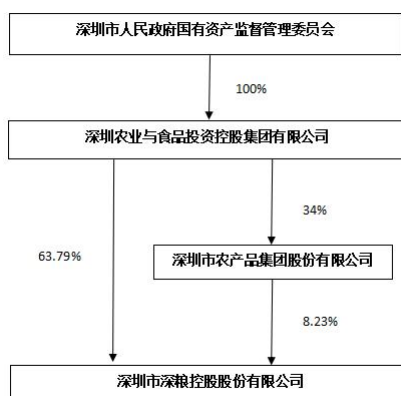 深圳市人民政府国有资产监督管理委员会
100%
深圳农业与食品投资控股集团有限公司
34%
63.79%
深圳市农产品集团股份有限公司
8.23%
深圳市深粮控股股份有限公司